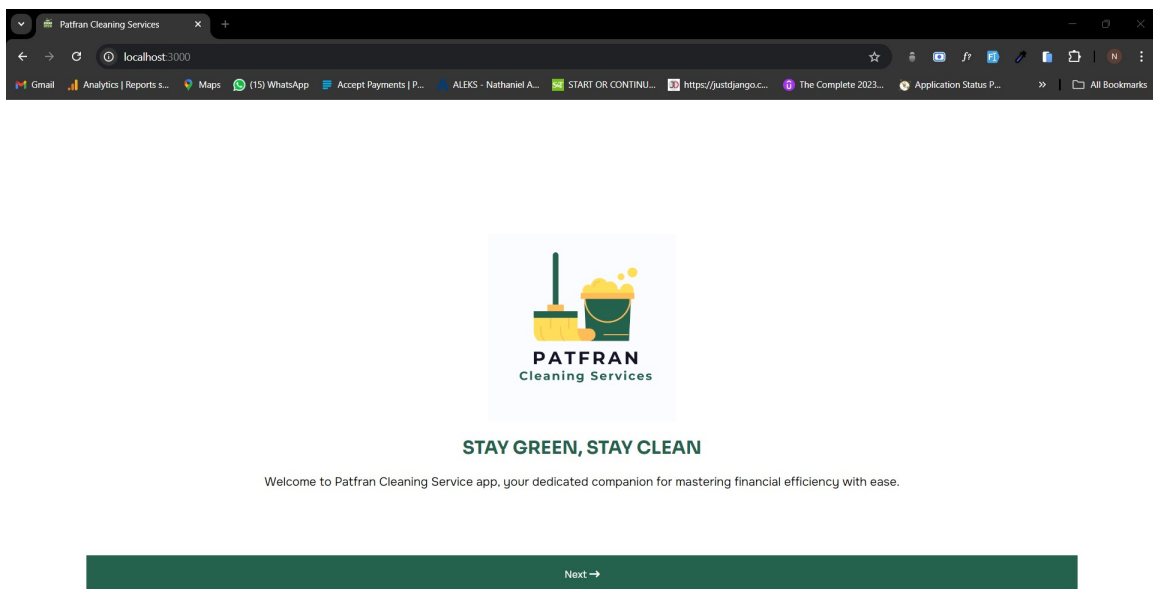 Patfran Cleaning Services
localhost:3000
f?
FI
N
Gmail
Analytics | Reports s...
Maps
(15) WhatsApp
Accept Payments | P...
ALEKS - Nathaniel A...
START OR CONTINU...
https://justdjango.c...
The Complete 2023...
Application Status P...
»
All Bookmarks
PATFRAN
Cleaning Services
STAY GREEN, STAY CLEAN
Welcome to Patfran Cleaning Service app, your dedicated companion for mastering financial efficiency with ease.
Next →